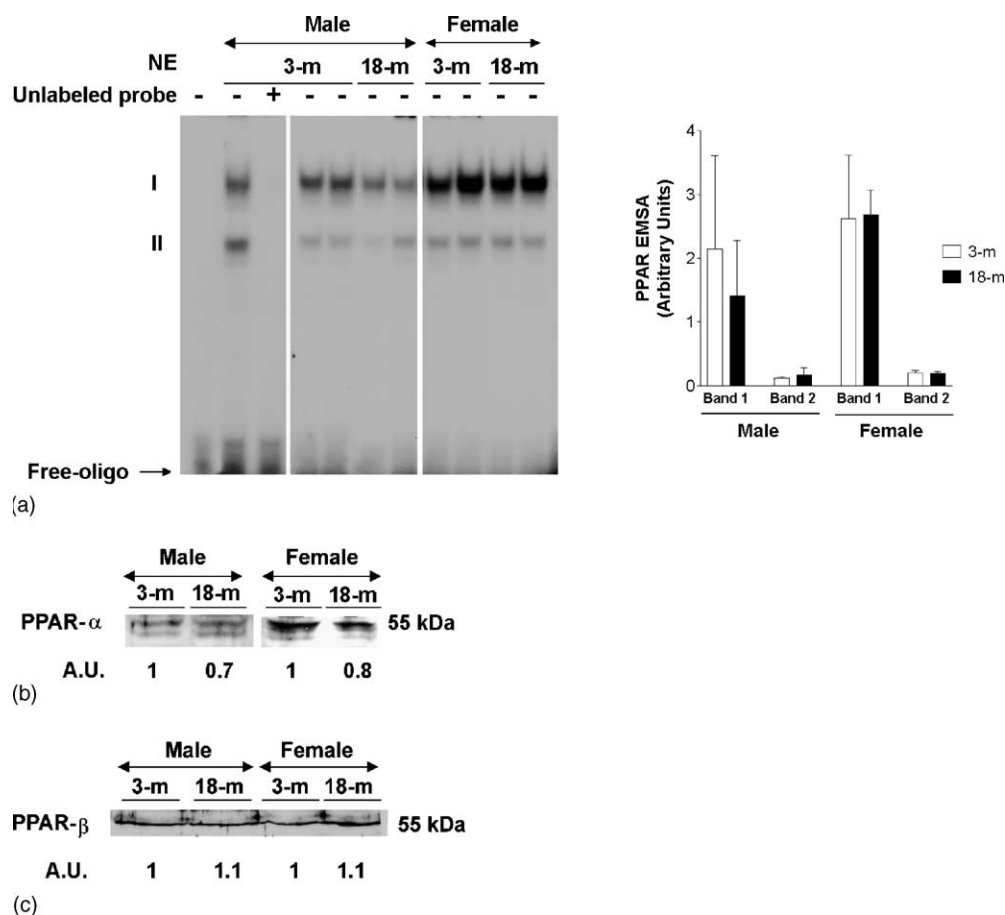 Male Female
NE 3-m 18-m 3-m 18-m
Unlabeled probe - - + - - - - - - - -
I
II
Free-oligo →
(a)
4
3
2
1
0
PPAR EMSA
(Arbitrary Units)
3-m
18-m
Band 1 Band 2 Band 1 Band 2
Male Female
Male Female
3-m 18-m 3-m 18-m
PPAR-α 55 kDa
A.U. 1 0.7 1 0.8
(b)
Male Female
3-m 18-m 3-m 18-m
PPAR-β 55 kDa
A.U. 1 1.1 1 1.1
(c)